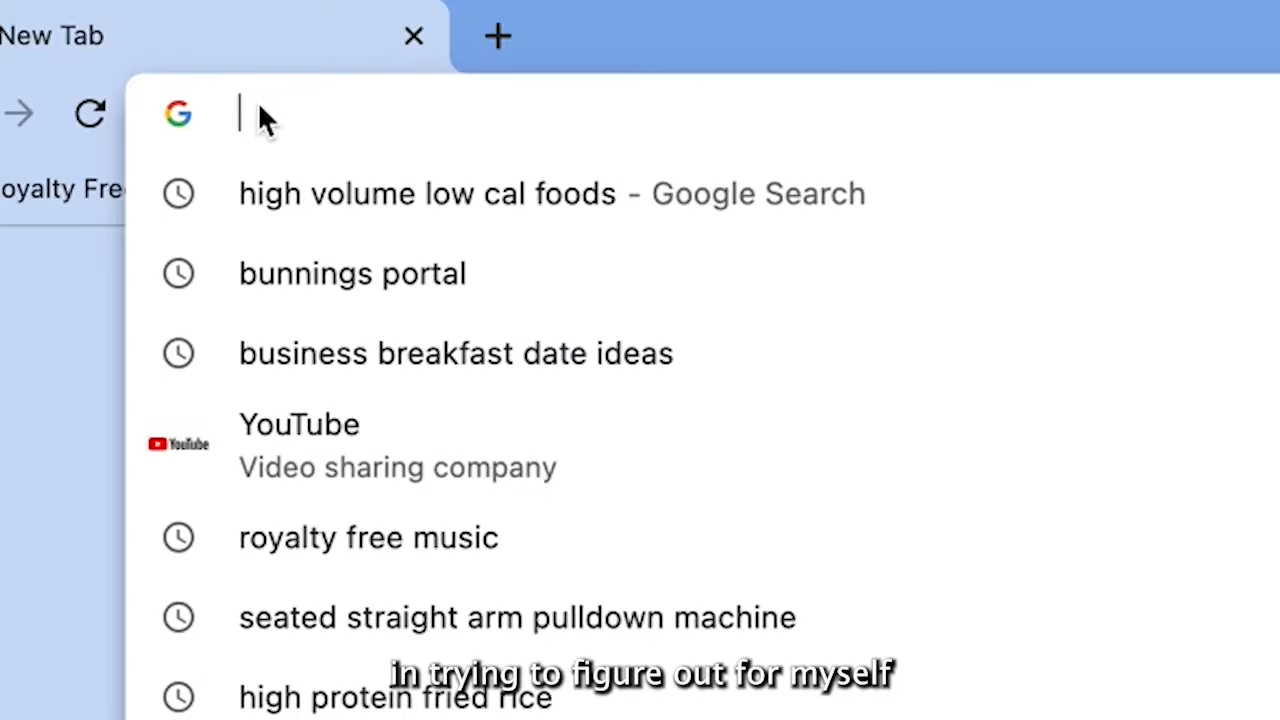 New Tab
oyalty Fre
high volume low cal foods - Google Search
bunnings portal
business breakfast date ideas
YouTube
YouTube
Video sharing company
royalty free music
seated straight arm pulldown machine
high protein fried rice
in trying to figure out for myself